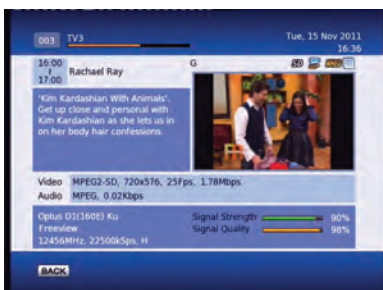 003 TV3
Tue, 15 Nov 2011
16:36
16:00
17:00
Rachael Ray
G
SD
'Kim Kardashian With Animals'.
Get up close and personal with
Kim Kardashian as she lets us in
on her body hair confessions.
Video MPEG2-SD, 720x576, 25Fps, 1.78Mbps
Audio MPEG, 0.02Kbps
Optus D1(160E) Ku
Freeview
12456MHz, 22500kSps, H
Signal Strength 90%
Signal Quality 98%
BACK